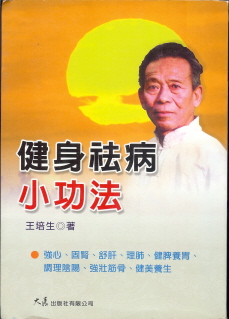 健身祛病
小功法
王培生◎著
強心、固腎、舒肝、理肺、健脾養胃、
調理陰陽、強壯筋骨、健美養生
大展出版社有限公司